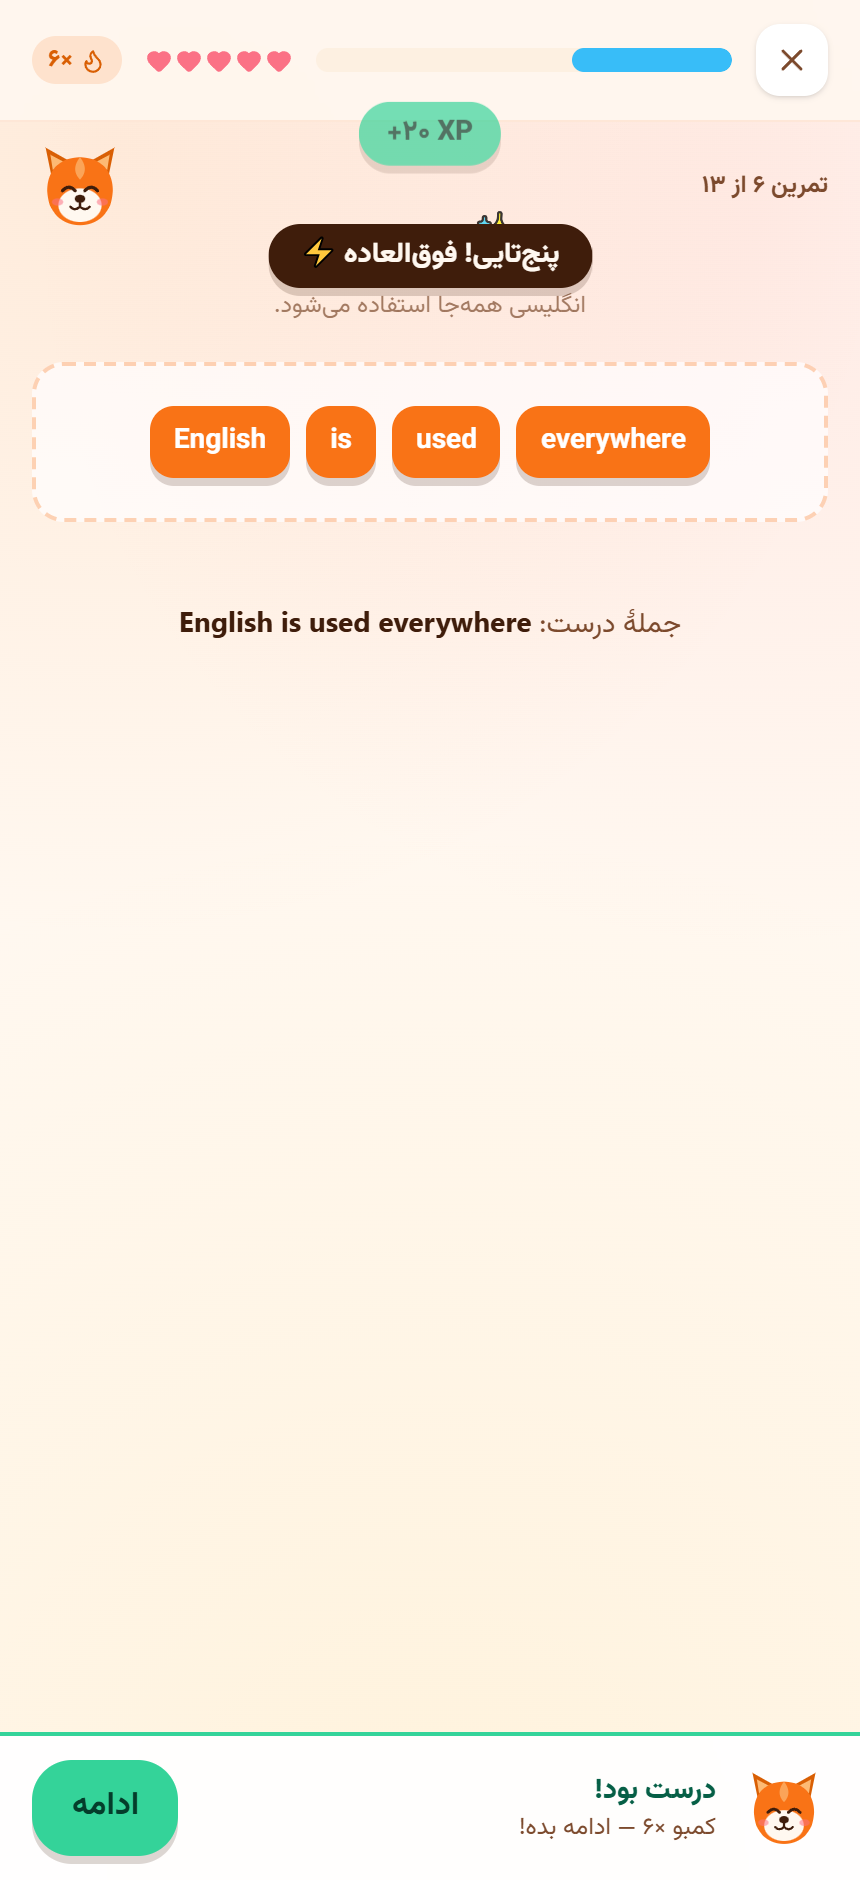 ۶×
+۲۰ XP
تمرین ۶ از ۱۳
پنج‌تایی! فوق‌العاده ⚡
انگلیسی همه‌جا استفاده می‌شود.
English is used everywhere
جملهٔ درست: English is used everywhere
درست بود!
کمبو ×۶ — ادامه بده!
ادامه